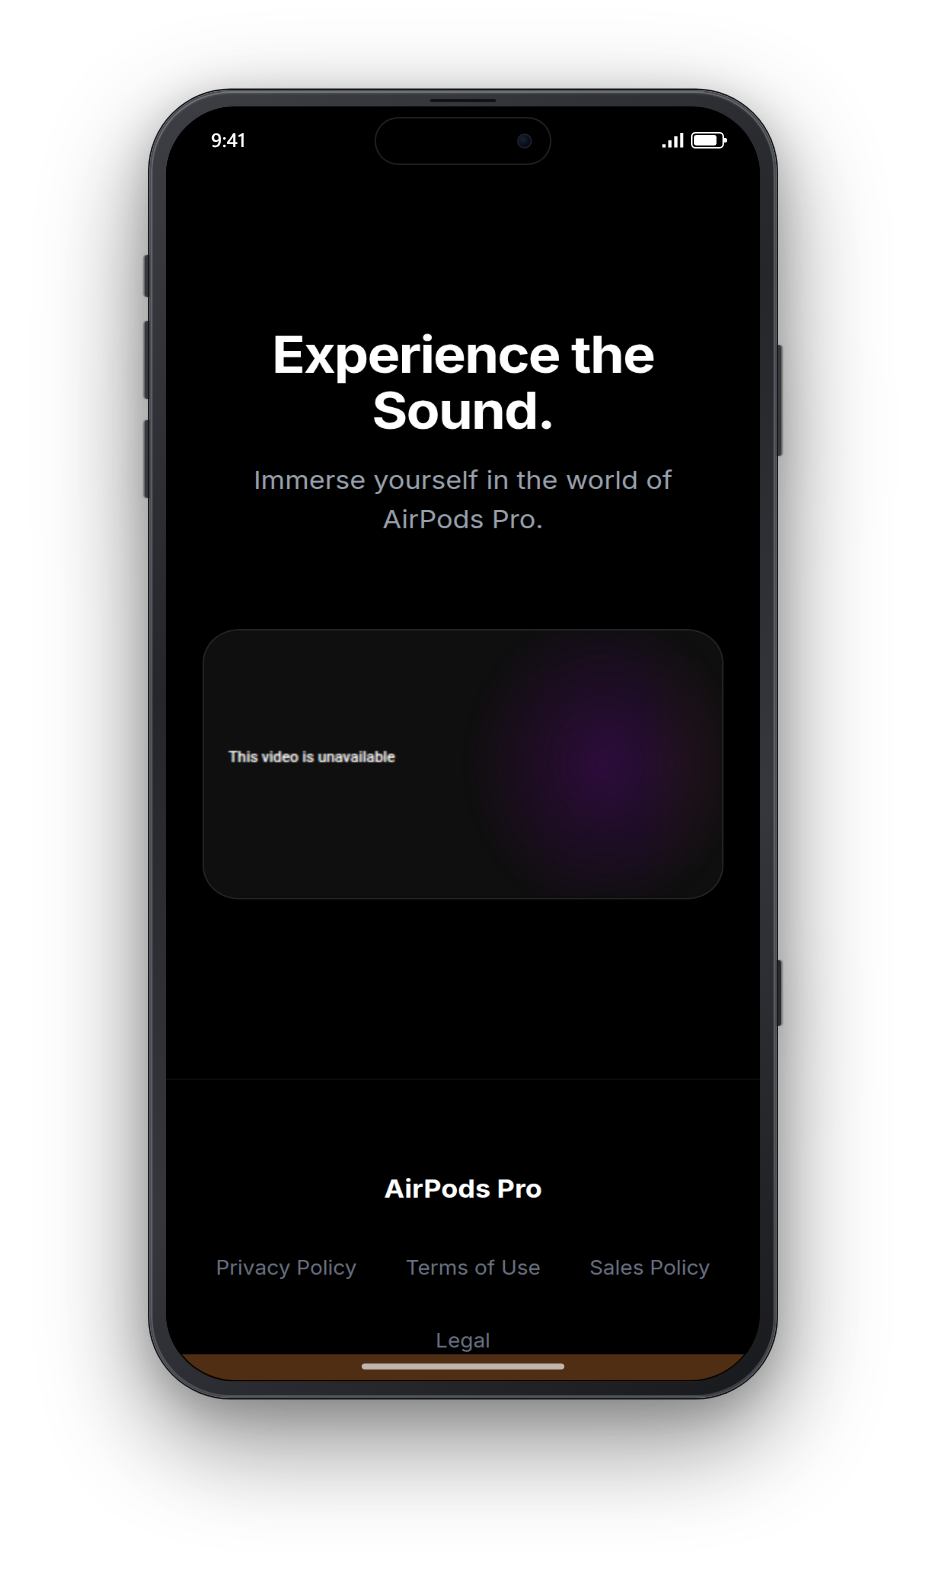 9:41
Experience the
Sound.
Immerse yourself in the world of
AirPods Pro.
This video is unavailable
AirPods Pro
Privacy Policy Terms of Use Sales Policy
Legal